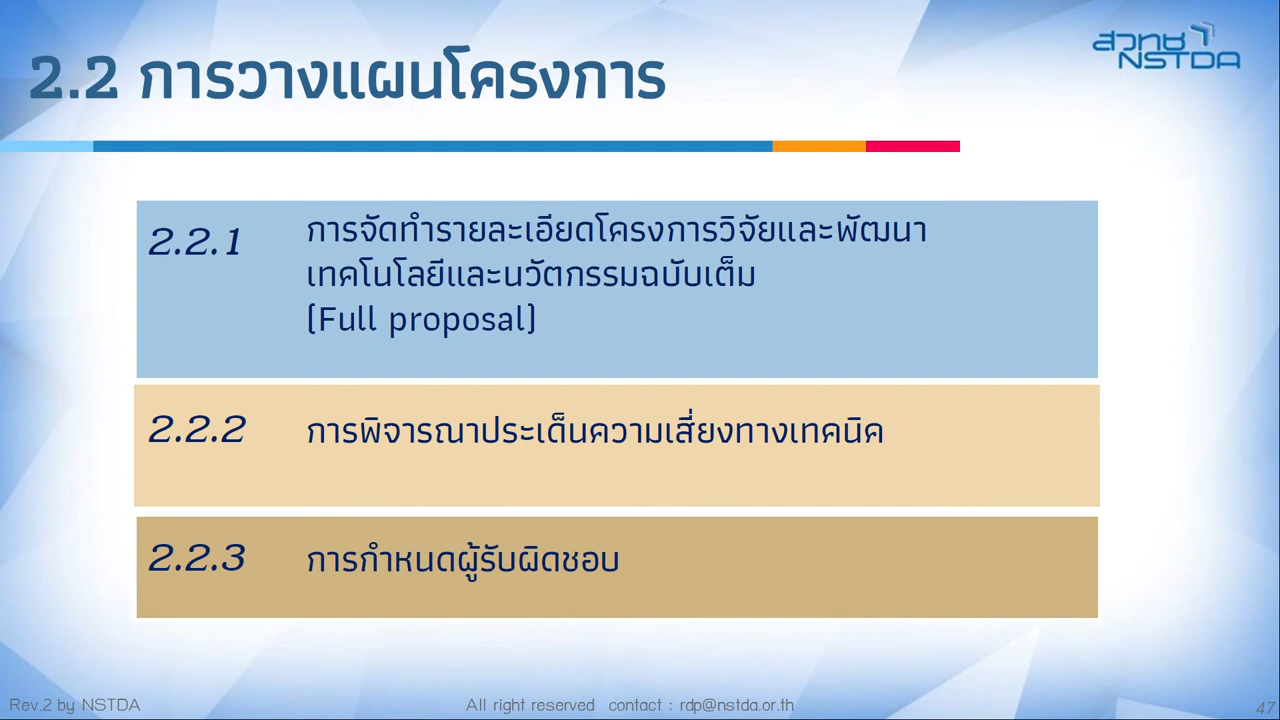 2.2 การวางแผนโครงการ
สวทช
NSTDA
2.2.1 การจัดทำรายละเอียดโครงการวิจัยและพัฒนา
เทคโนโลยีและนวัตกรรมฉบับเต็ม
(Full proposal)
2.2.2 การพิจารณาประเด็นความเสี่ยงทางเทคนิค
2.2.3 การกำหนดผู้รับผิดชอบ
Rev.2 by NSTDA All right reserved contact : rdp@nstda.or.th 47